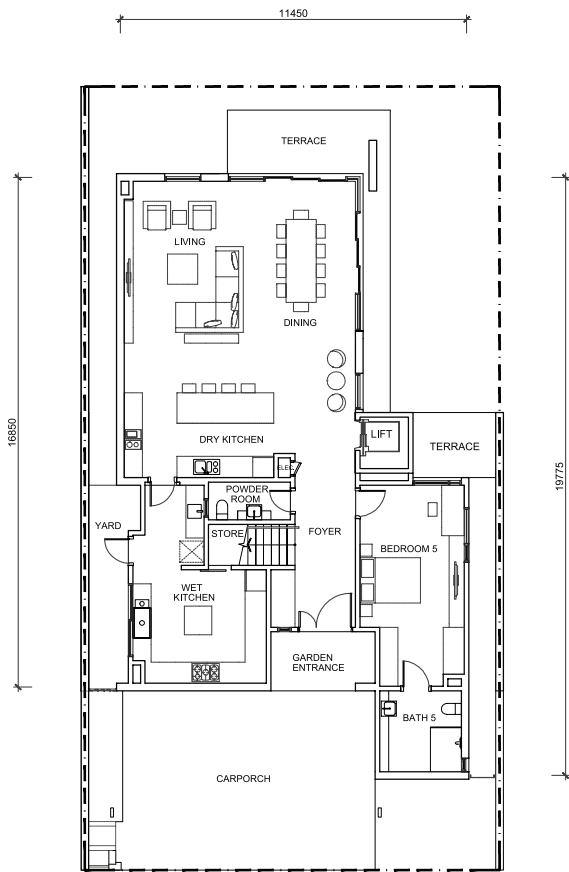 11450
TERRACE
LIVING
DINING
16850
19775
DRY KITCHEN
LIFT
TERRACE
ELEC.
POWDER
ROOM
YARD
STORE
FOYER
BEDROOM 5
WET
KITCHEN
GARDEN
ENTRANCE
BATH 5
CARPORCH